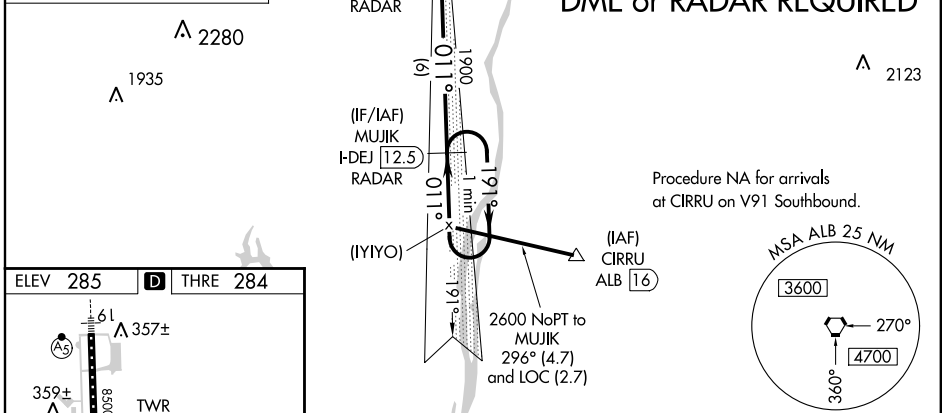 RADAR
DME or RADAR REQUIRED
2280
1935
2123
011°
(6)
1900
(IF/IAF)
MUJIK
I-DEJ 12.5
RADAR
011°
1 min
191°
(IYIYO)
191°
Procedure NA for arrivals
at CIRRU on V91 Southbound.
(IAF)
CIRRU
ALB 16
2600 NoPT to
MUJIK
296° (4.7)
and LOC (2.7)
MSA ALB 25 NM
3600
270°
4700
360°
ELEV 285
D
THRE 284
19
357±
A5
359±
8500
TWR